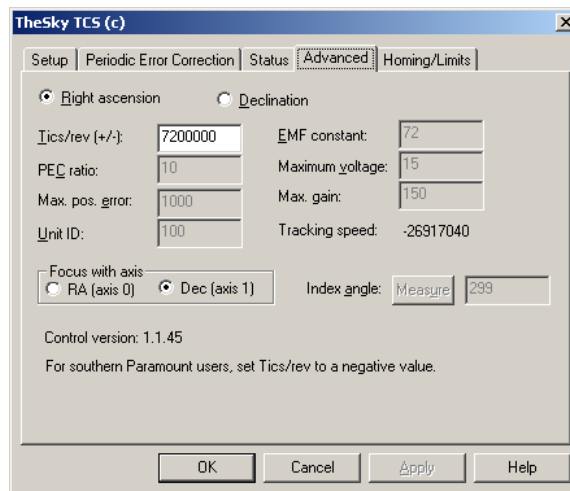 TheSky TCS (c)
Setup Periodic Error Correction Status Advanced Homing/Limits
Right ascension Declination
Tics/rev (+/-): 7200000 EMF constant: 72
PEC ratio: 10 Maximum voltage: 15
Max. pos. error: 1000 Max. gain: 150
Unit ID: 100 Tracking speed: -26917040
Focus with axis
RA (axis 0) Dec (axis 1) Index angle: Measure 299
Control version: 1.1.45
For southern Paramount users, set Tics/rev to a negative value.
OK Cancel Apply Help